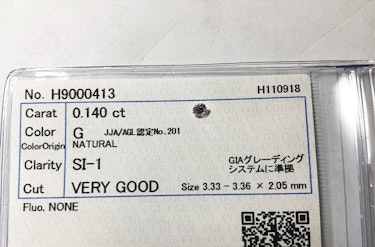 No. H9000413 H110918
Carat 0.140 ct
Color G JJA/AGL認定No.201
ColorOrigin NATURAL
Clarity SI-1 GIAグレーディング
システムに準拠
Cut VERY GOOD Size 3.33 - 3.36 × 2.05 mm
Fluo. NONE